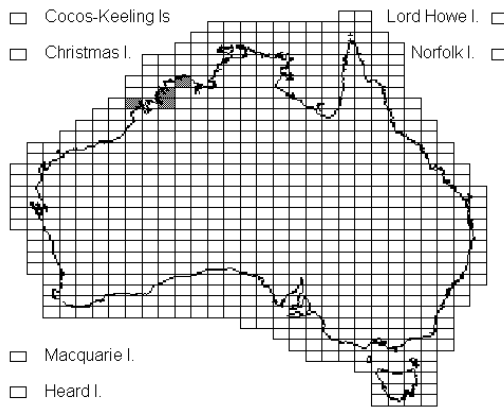 Cocos-Keeling Is
Lord Howe I.
Christmas I.
Norfolk I.
Macquarie I.
Heard I.